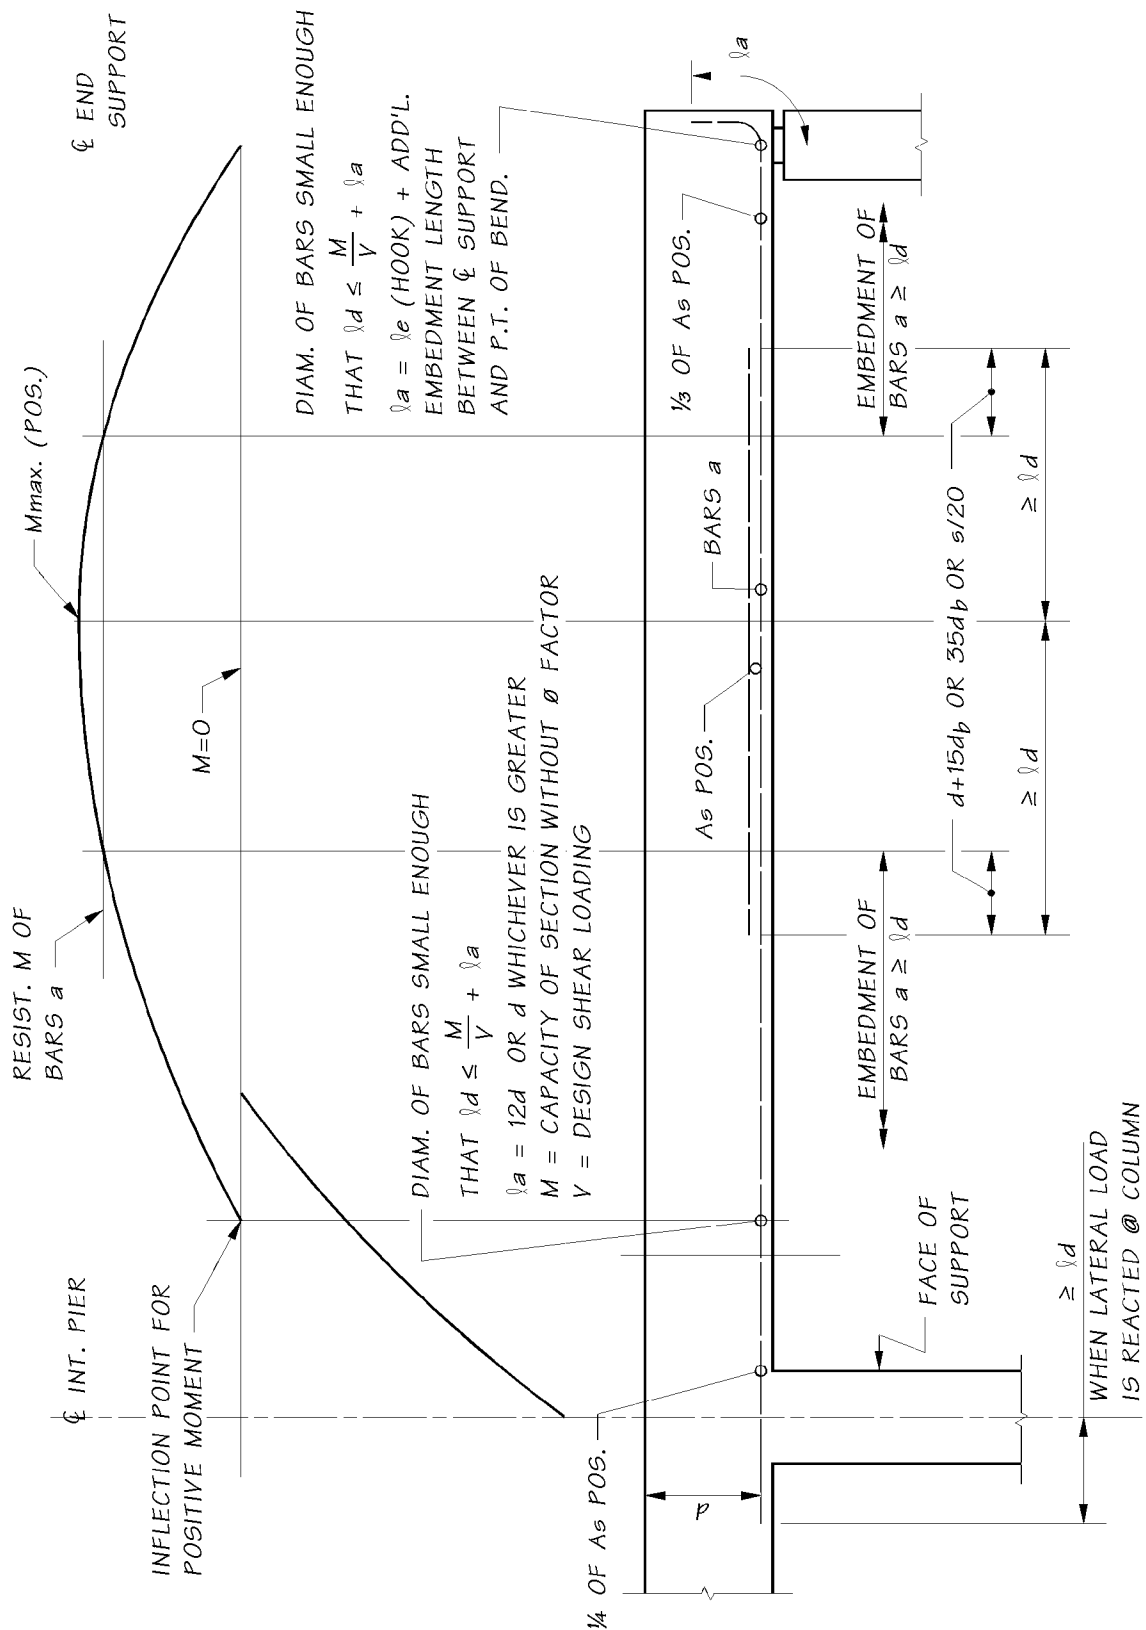 ℄ INT. PIER
℄ END
SUPPORT
INFLECTION POINT FOR
POSITIVE MOMENT
RESIST. M OF
BARS a
M=0
Mmax. (POS.)
DIAM. OF BARS SMALL ENOUGH
THAT ℓd ≤ M/V + ℓa
ℓa = ℓe (HOOK) + ADD'L.
EMBEDMENT LENGTH
BETWEEN ℄ SUPPORT
AND P.T. OF BEND.
DIAM. OF BARS SMALL ENOUGH
THAT ℓd ≤ M/V + ℓa
ℓa = 12d OR d WHICHEVER IS GREATER
M = CAPACITY OF SECTION WITHOUT ø FACTOR
V = DESIGN SHEAR LOADING
¼ OF As POS.
As POS.
BARS a
⅓ OF As POS.
ℓa
d
FACE OF
SUPPORT
EMBEDMENT OF
BARS a ≥ ℓd
EMBEDMENT OF
BARS a ≥ ℓd
d+15db OR 35db OR s/20
≥ ℓd
≥ ℓd
≥ ℓd
WHEN LATERAL LOAD
IS REACTED @ COLUMN